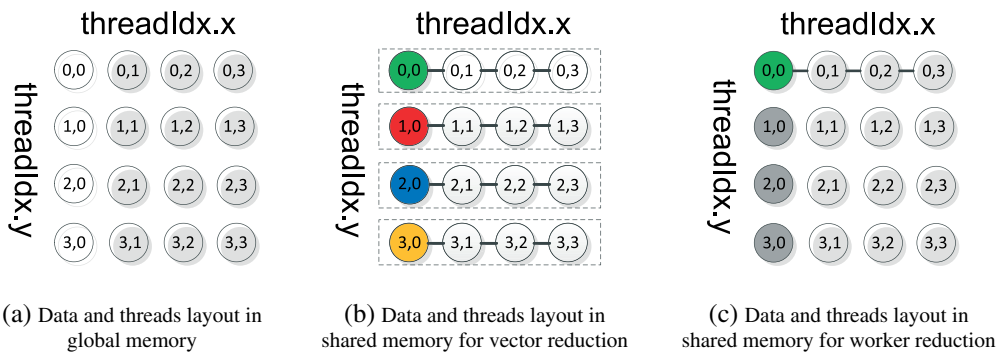 threadIdx.x
threadIdx.y
0,0 0,1 0,2 0,3
1,0 1,1 1,2 1,3
2,0 2,1 2,2 2,3
3,0 3,1 3,2 3,3
(a) Data and threads layout in
global memory
threadIdx.x
threadIdx.y
0,0 0,1 0,2 0,3
1,0 1,1 1,2 1,3
2,0 2,1 2,2 2,3
3,0 3,1 3,2 3,3
(b) Data and threads layout in
shared memory for vector reduction
threadIdx.x
threadIdx.y
0,0 0,1 0,2 0,3
1,0 1,1 1,2 1,3
2,0 2,1 2,2 2,3
3,0 3,1 3,2 3,3
(c) Data and threads layout in
shared memory for worker reduction